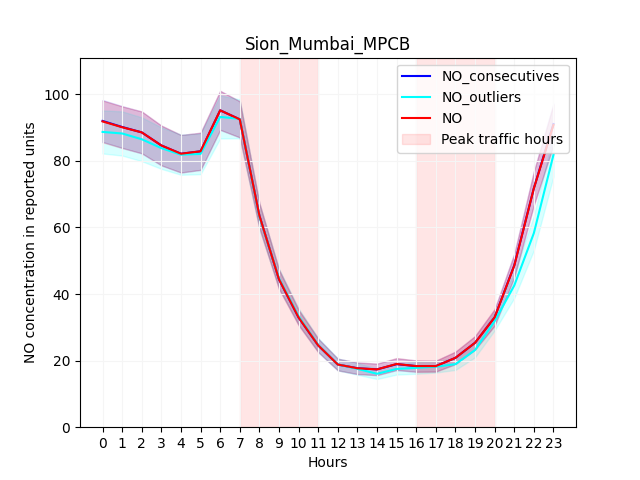 Sion_Mumbai_MPCB
NO_consecutives
NO_outliers
NO
Peak traffic hours
NO concentration in reported units
100
80
60
40
20
0
0 1 2 3 4 5 6 7 8 9 10 11 12 13 14 15 16 17 18 19 20 21 22 23
Hours